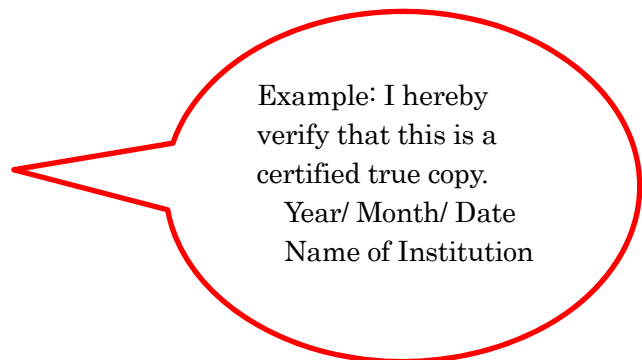 Example: I hereby
verify that this is a
certified true copy.
Year/ Month/ Date
Name of Institution